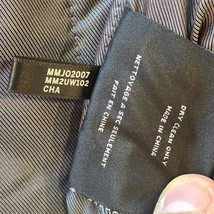 MMJO2007
MM2UW102
CHA
DRY CLEAN ONLY
MADE IN CHINA
NETTOYAGE A SEC SEULEMENT
FAIT EN CHINE